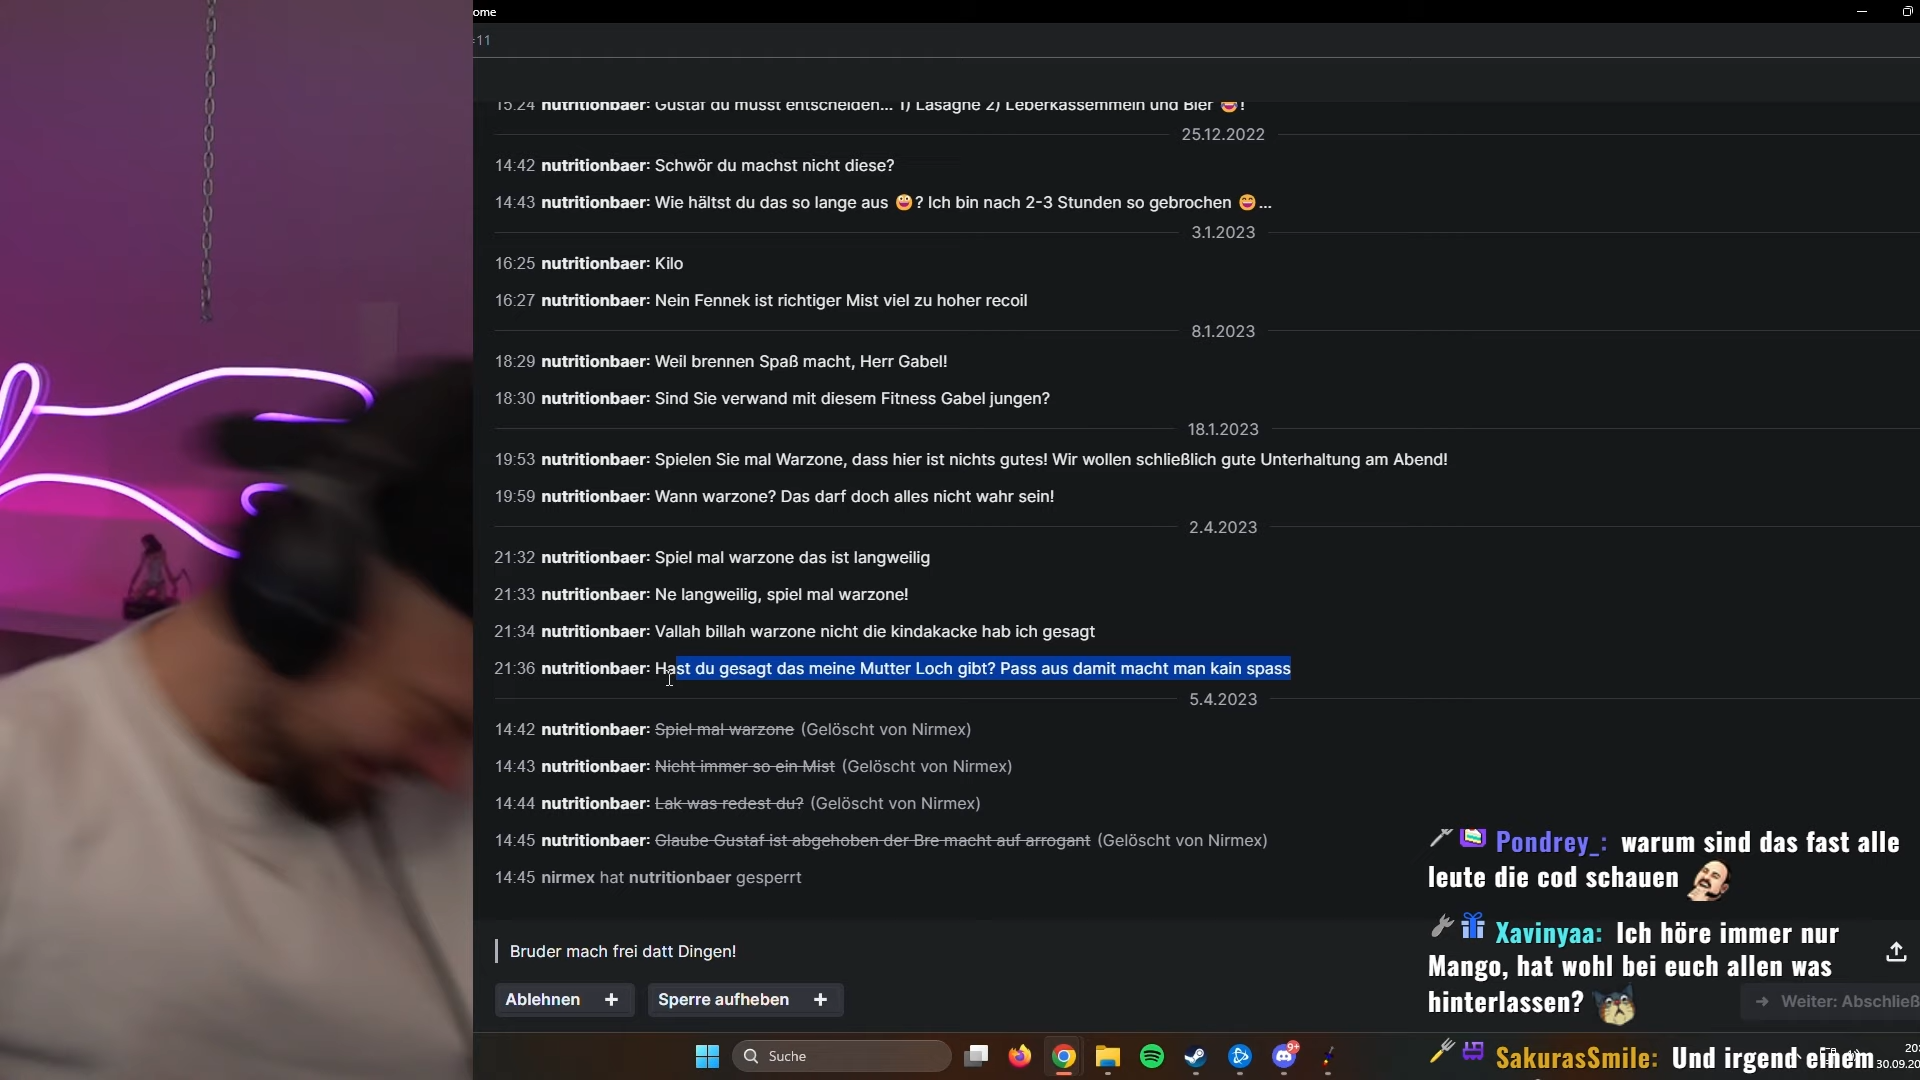 ome
11
15:24 nutritionbaer: Gustaf du musst entscheiden... 1) Lasagne 2) Leberkassemmeln und Bier 😅!
25.12.2022
14:42 nutritionbaer: Schwör du machst nicht diese?
14:43 nutritionbaer: Wie hältst du das so lange aus 😅? Ich bin nach 2-3 Stunden so gebrochen 😅...
3.1.2023
16:25 nutritionbaer: Kilo
16:27 nutritionbaer: Nein Fennek ist richtiger Mist viel zu hoher recoil
8.1.2023
18:29 nutritionbaer: Weil brennen Spaß macht, Herr Gabel!
18:30 nutritionbaer: Sind Sie verwand mit diesem Fitness Gabel jungen?
18.1.2023
19:53 nutritionbaer: Spielen Sie mal Warzone, dass hier ist nichts gutes! Wir wollen schließlich gute Unterhaltung am Abend!
19:59 nutritionbaer: Wann warzone? Das darf doch alles nicht wahr sein!
2.4.2023
21:32 nutritionbaer: Spiel mal warzone das ist langweilig
21:33 nutritionbaer: Ne langweilig, spiel mal warzone!
21:34 nutritionbaer: Vallah billah warzone nicht die kindakacke hab ich gesagt
21:36 nutritionbaer: Hast du gesagt das meine Mutter Loch gibt? Pass aus damit macht man kain spass
5.4.2023
14:42 nutritionbaer: Spiel mal warzone (Gelöscht von Nirmex)
14:43 nutritionbaer: Nicht immer so ein Mist (Gelöscht von Nirmex)
14:44 nutritionbaer: Lak was redest du? (Gelöscht von Nirmex)
14:45 nutritionbaer: Glaube Gustaf ist abgehoben der Bre macht auf arrogant (Gelöscht von Nirmex)
14:45 nirmex hat nutritionbaer gesperrt
Bruder mach frei datt Dingen!
Ablehnen + Sperre aufheben +
Pondrey_: warum sind das fast alle
leute die cod schauen
Xavinyaa: Ich höre immer nur
Mango, hat wohl bei euch allen was
hinterlassen?
→ Weiter: Abschließ
SakurasSmile: Und irgend einem
Suche
9+
20:
30.09.20